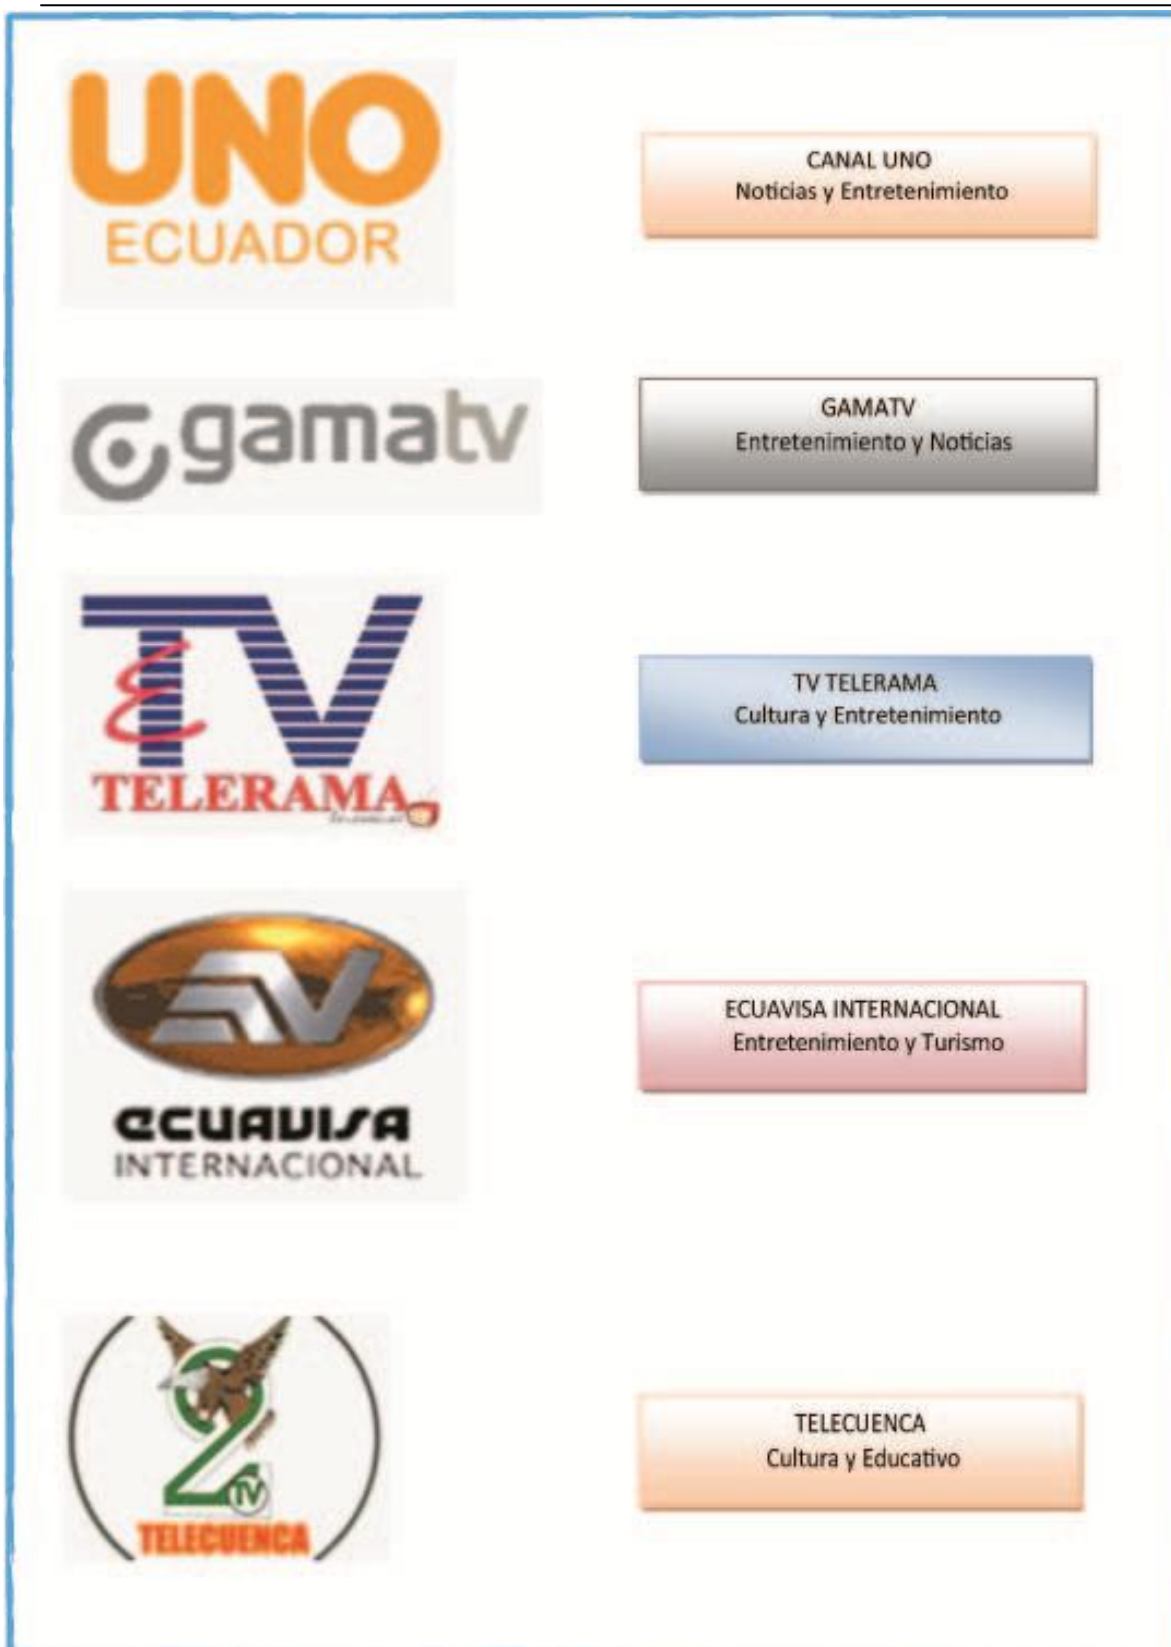 UNO
ECUADOR
CANAL UNO
Noticias y Entretenimiento
gamatv
GAMATV
Entretenimiento y Noticias
TV
TELERAMA
TV TELERAMA
Cultura y Entretenimiento
ecuavisa
INTERNACIONAL
ECUAVISA INTERNACIONAL
Entretenimiento y Turismo
2
TV
TELECUENCA
TELECUENCA
Cultura y Educativo